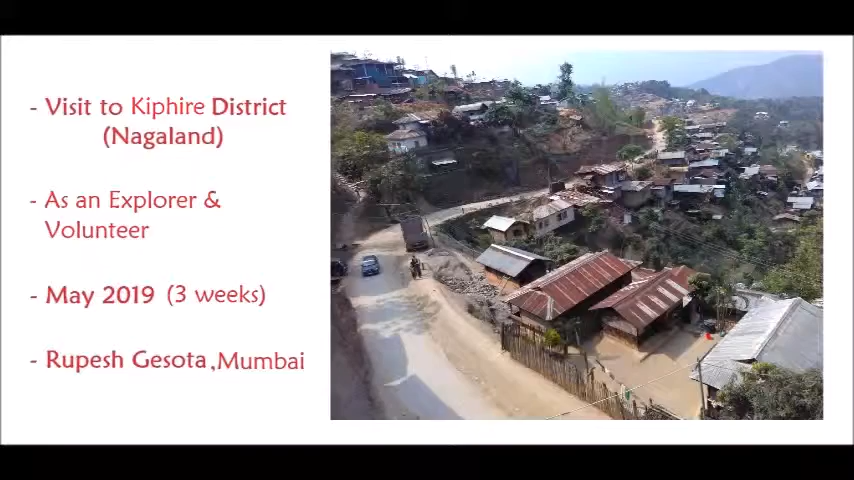 - Visit to Kiphire District
(Nagaland)
- As an Explorer &
Volunteer
- May 2019 (3 weeks)
- Rupesh Gesota, Mumbai